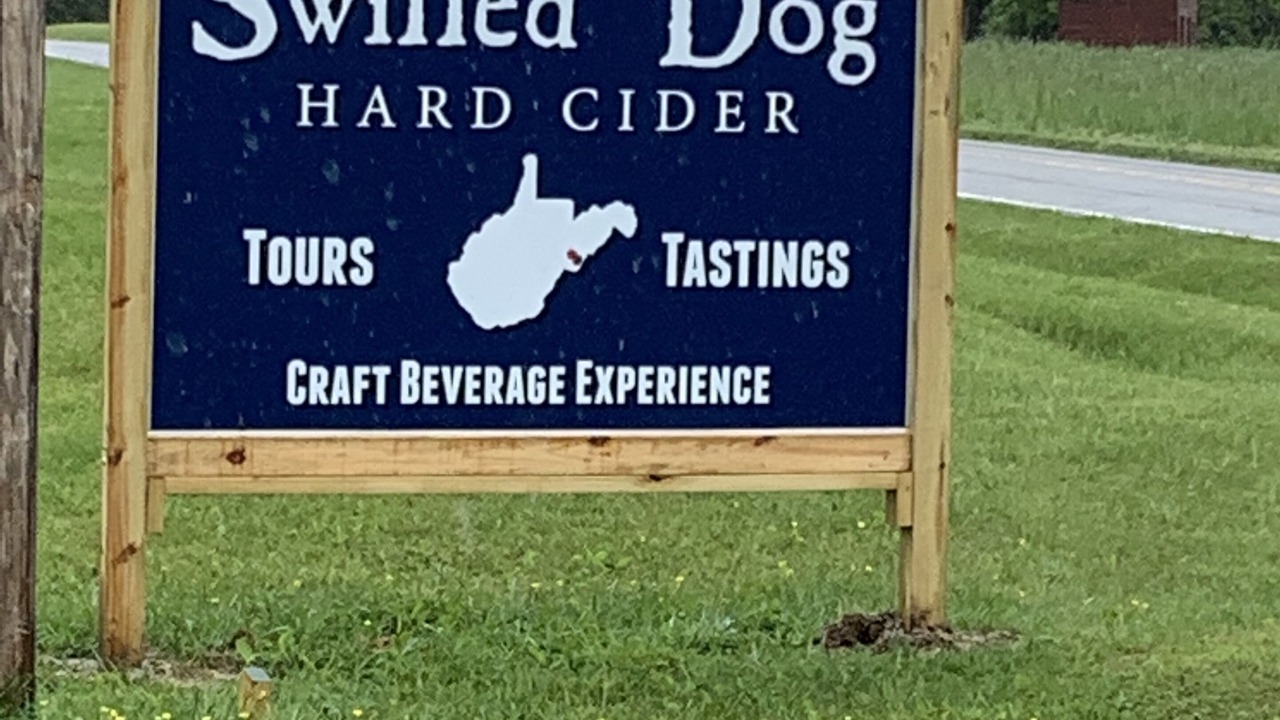 Swilled Dog
HARD CIDER
TOURS
TASTINGS
CRAFT BEVERAGE EXPERIENCE